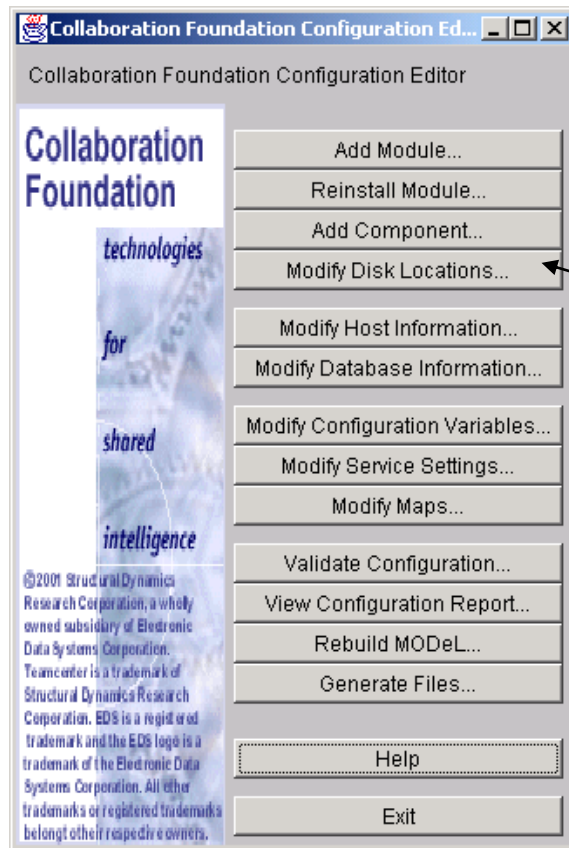 Collaboration Foundation Configuration Ed...
Collaboration Foundation Configuration Editor
Collaboration
Foundation
technologies
for
shared
intelligence
©2001 Structural Dynamics
Research Corporation, a wholly
owned subsidiary of Electronic
Data Systems Corporation.
Teamcenter is a trademark of
Structural Dynamics Research
Corporation. EDS is a registered
trademark and the EDS logo is a
trademark of the Electronic Data
Systems Corporation. All other
trademarks or registered trademarks
belongt otheir respective owners.
Add Module...
Reinstall Module...
Add Component...
Modify Disk Locations...
Modify Host Information...
Modify Database Information...
Modify Configuration Variables...
Modify Service Settings...
Modify Maps...
Validate Configuration...
View Configuration Report...
Rebuild MODeL...
Generate Files...
Help
Exit